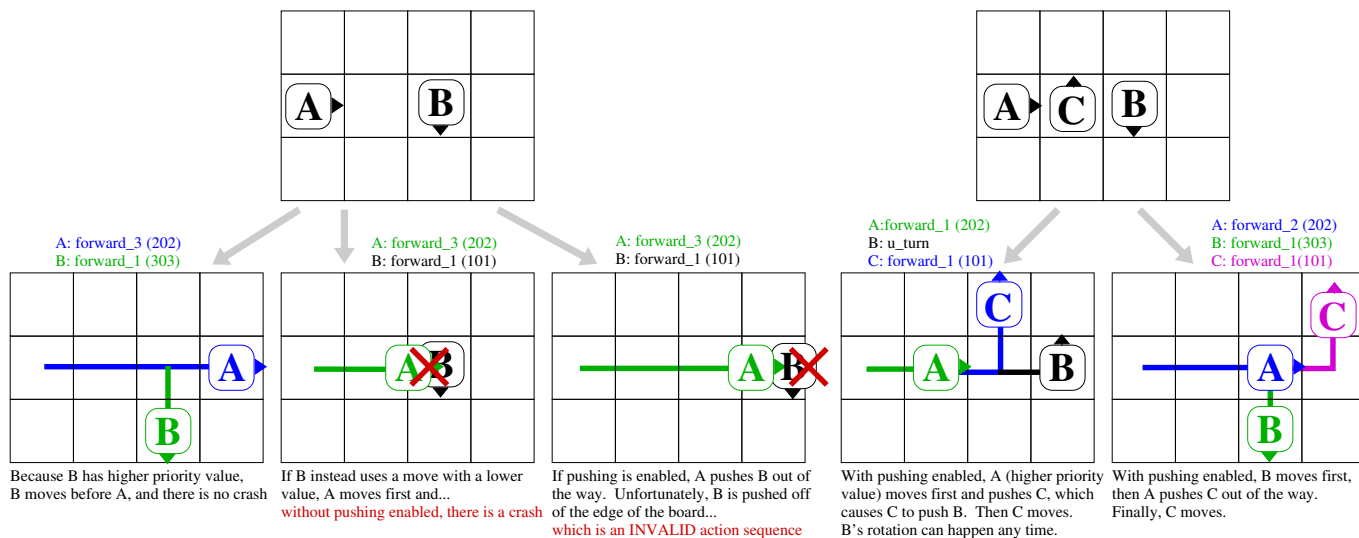 A
B
A
C
B
A: forward_3 (202)
B: forward_1 (303)
A: forward_3 (202)
B: forward_1 (101)
A: forward_3 (202)
B: forward_1 (101)
A:forward_1 (202)
B: u_turn
C: forward_1 (101)
A: forward_2 (202)
B: forward_1(303)
C: forward_1(101)
A
B
A
B
A
B
C
A
B
C
A
B
Because B has higher priority value,
B moves before A, and there is no crash
If B instead uses a move with a lower
value, A moves first and...
without pushing enabled, there is a crash
If pushing is enabled, A pushes B out of
the way. Unfortunately, B is pushed off
of the edge of the board...
which is an INVALID action sequence
With pushing enabled, A (higher priority
value) moves first and pushes C, which
causes C to push B. Then C moves.
B's rotation can happen any time.
With pushing enabled, B moves first,
then A pushes C out of the way.
Finally, C moves.